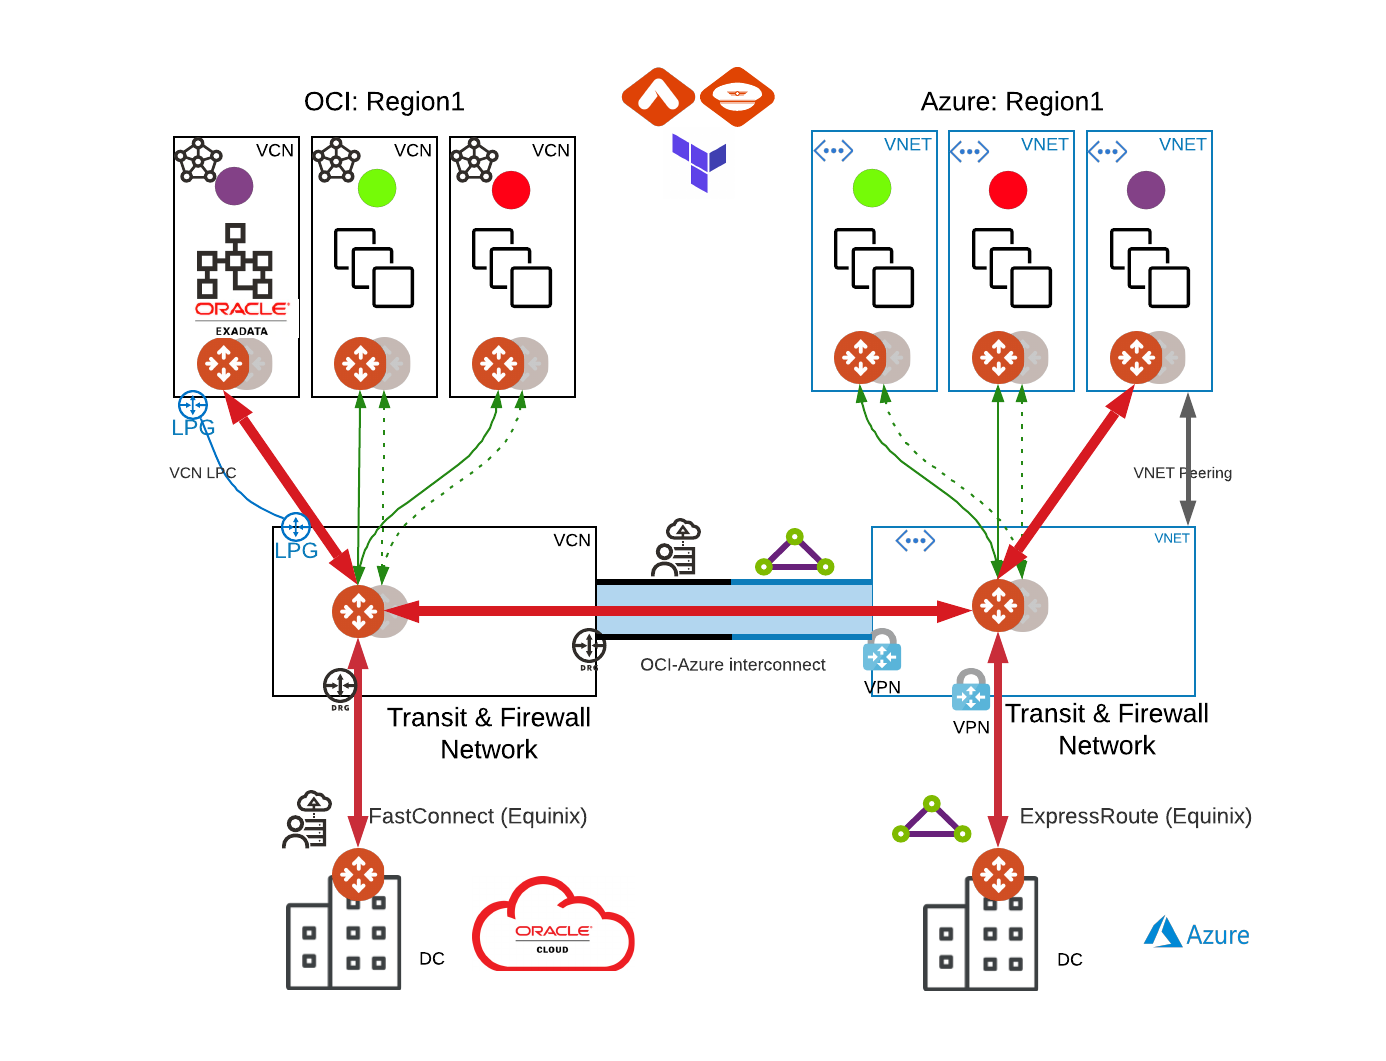 OCI: Region1
Azure: Region1
VCN
VCN
VCN
VNET
VNET
VNET
ORACLE
EXADATA
LPG
VCN LPC
VNET Peering
LPG
VCN
VNET
DRG
OCI-Azure interconnect
VPN
DRG
VPN
Transit & Firewall
Network
Transit & Firewall
Network
FastConnect (Equinix)
ExpressRoute (Equinix)
ORACLE
CLOUD
DC
Azure
DC